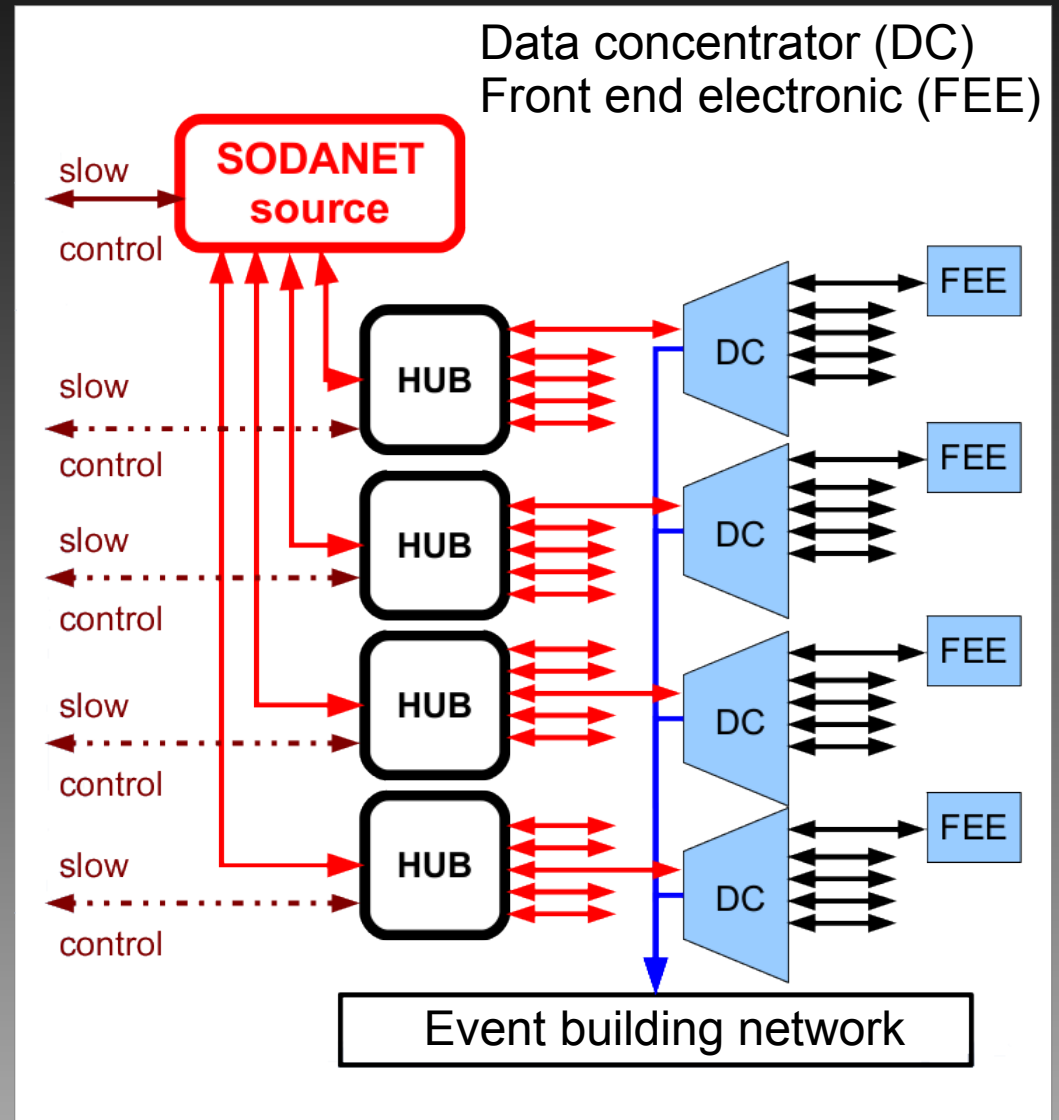 Data concentrator (DC)
Front end electronic (FEE)
SODANET
source
slow
control
FEE
DC
HUB
slow
control
FEE
DC
HUB
slow
control
FEE
DC
HUB
slow
control
FEE
DC
HUB
slow
control
Event building network